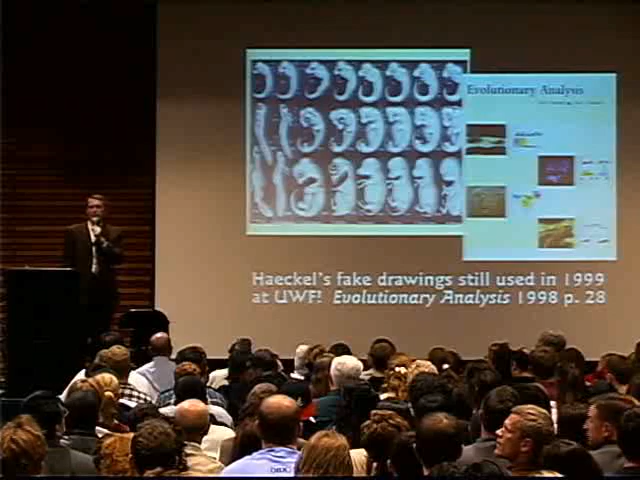 Evolutionary Analysis
Haeckel's fake drawings still used in 1999
at UWF! Evolutionary Analysis 1998 p. 28